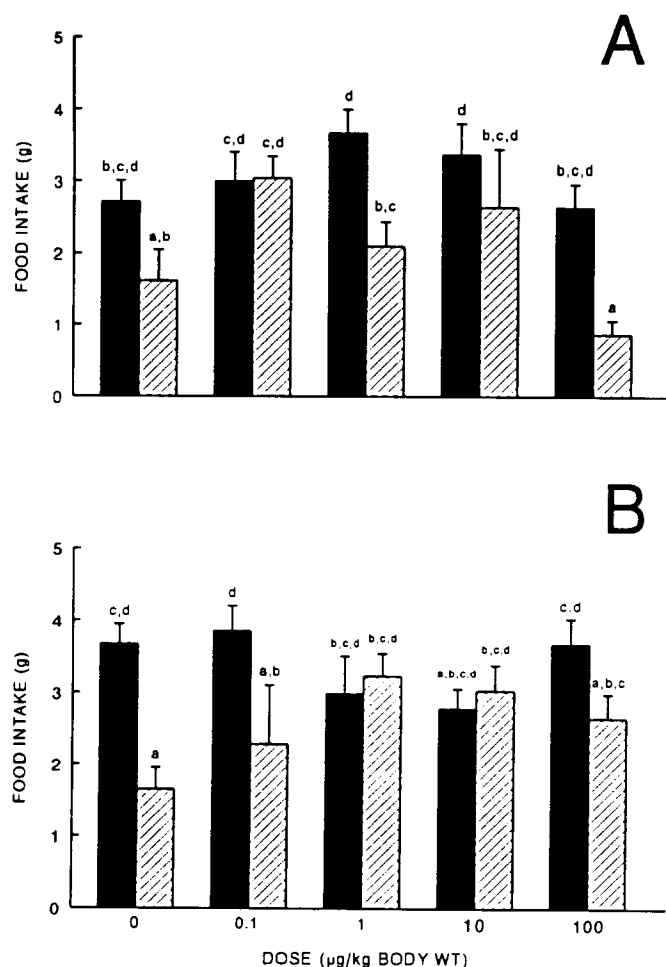 A
5
d
d
4
c,d
c,d
b,c,d
b,c,d
b,c,d
3
a,b
b,c
2
a
1
0
FOOD INTAKE (g)
B
5
c,d
d
c.d
4
b,c,d
b,c,d
a,b,c,d
b,c,d
a,b,c
3
a,b
2
a
1
0
FOOD INTAKE (g)
0
0.1
1
10
100
DOSE (µg/kg BODY WT)